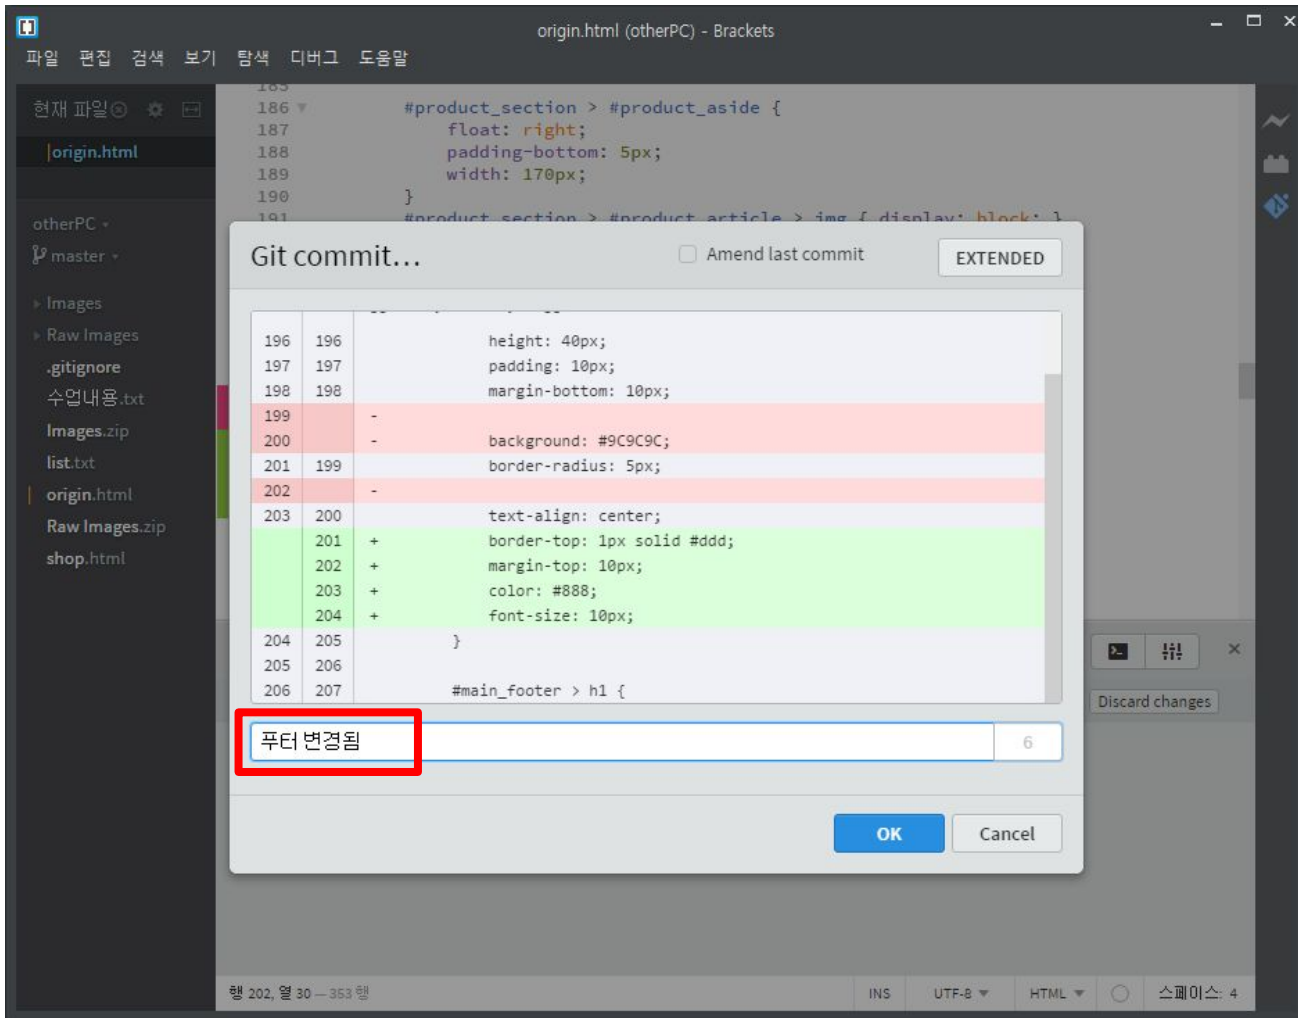 origin.html (otherPC) - Brackets
파일 편집 검색 보기 탐색 디버그 도움말
현재 파일
origin.html
otherPC
master
Images
Raw Images
.gitignore
수업내용.txt
Images.zip
list.txt
origin.html
Raw Images.zip
shop.html
185
186 #product_section > #product_aside {
187 float: right;
188 padding-bottom: 5px;
189 width: 170px;
190 }
191 #product_section > #product_article > img { display: block; }
Git commit...
Amend last commit
EXTENDED
196 196 height: 40px;
197 197 padding: 10px;
198 198 margin-bottom: 10px;
199 -
200 - background: #9C9C9C;
201 199 border-radius: 5px;
202 -
203 200 text-align: center;
201 + border-top: 1px solid #ddd;
202 + margin-top: 10px;
203 + color: #888;
204 + font-size: 10px;
204 205 }
205 206
206 207 #main_footer > h1 {
푸터 변경됨
6
OK
Cancel
Discard changes
행 202, 열 30 — 353 행
INS
UTF-8
HTML
스페이스: 4